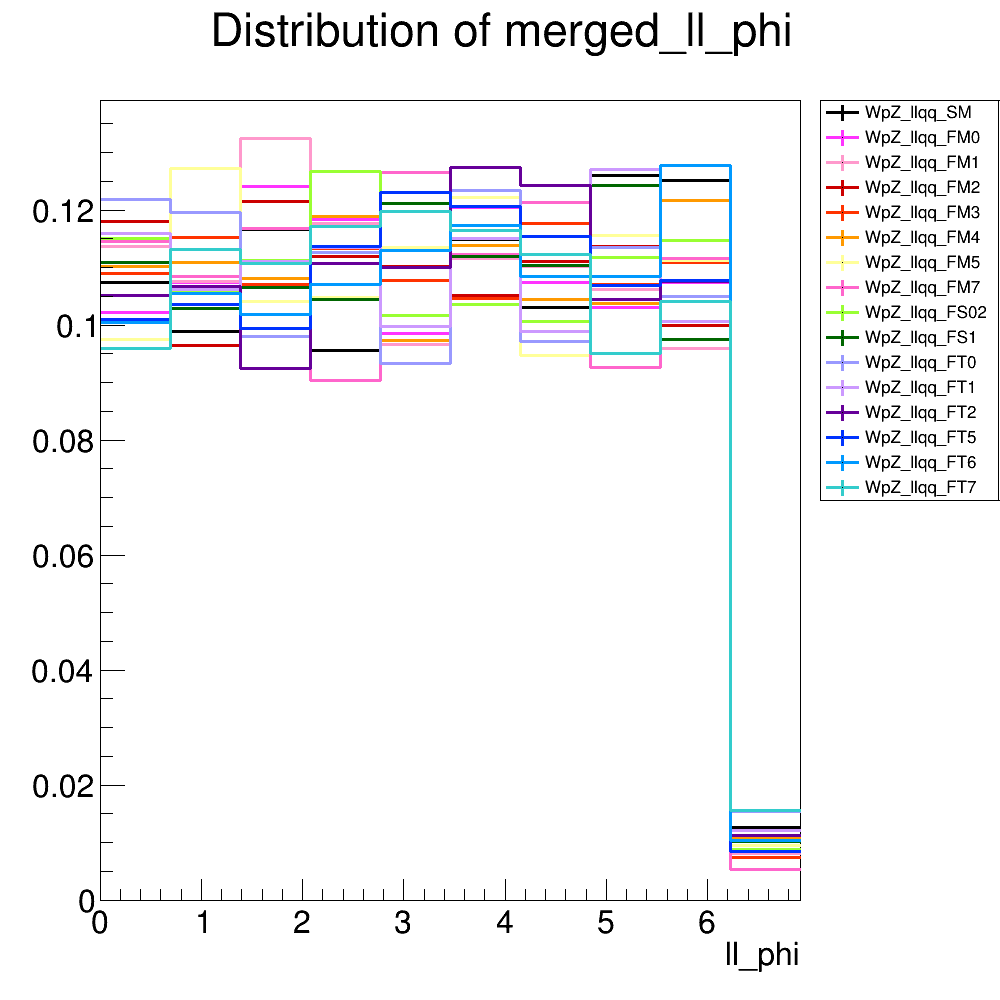 Distribution of merged_ll_phi
0.12
0.1
0.08
0.06
0.04
0.02
0
0 1 2 3 4 5 6
ll_phi
WpZ_llqq_SM
WpZ_llqq_FM0
WpZ_llqq_FM1
WpZ_llqq_FM2
WpZ_llqq_FM3
WpZ_llqq_FM4
WpZ_llqq_FM5
WpZ_llqq_FM7
WpZ_llqq_FS02
WpZ_llqq_FS1
WpZ_llqq_FT0
WpZ_llqq_FT1
WpZ_llqq_FT2
WpZ_llqq_FT5
WpZ_llqq_FT6
WpZ_llqq_FT7